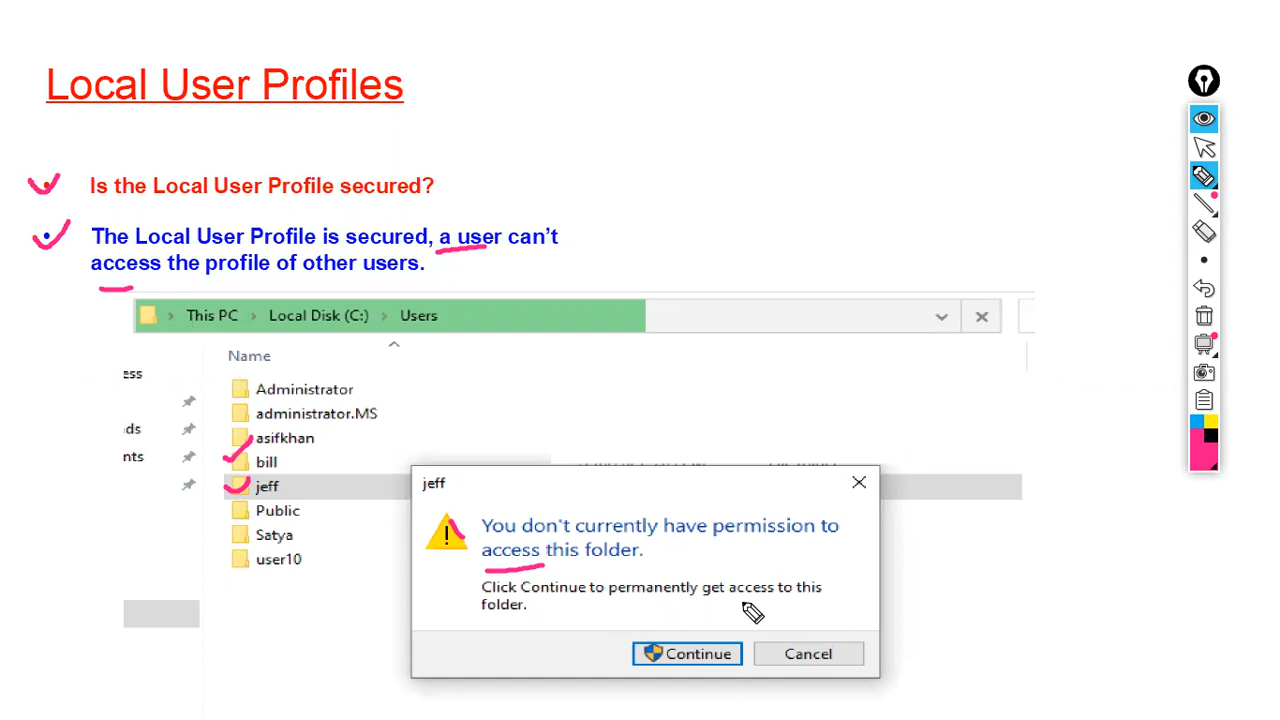 Local User Profiles
Is the Local User Profile secured?
The Local User Profile is secured, a user can’t
access the profile of other users.
This PC > Local Disk (C:) > Users
Name
ess
Administrator
administrator.MS
ds
asifkhan
nts
bill
jeff
Public
Satya
user10
jeff
You don't currently have permission to
access this folder.
Click Continue to permanently get access to this
folder.
Continue
Cancel